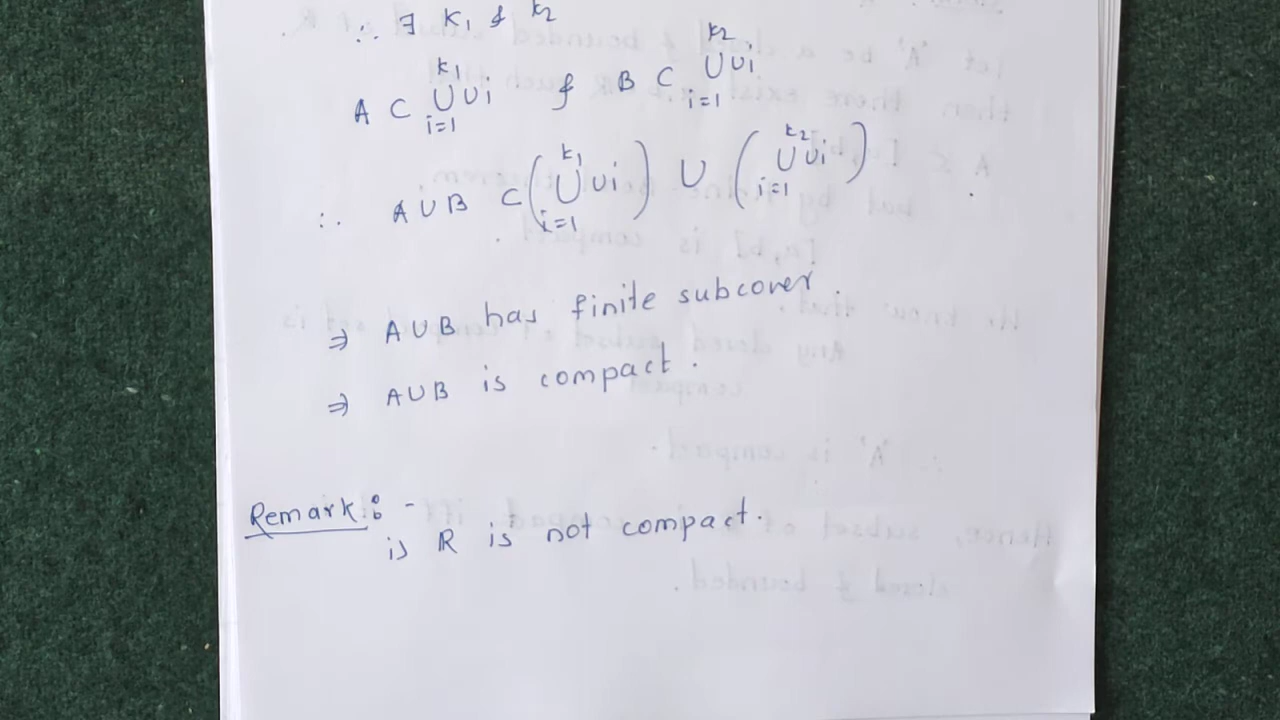 ∴ ∃ K₁ & K₂
A ⊂ ⋃_{i=1}^{K₁} Ui & B ⊂ ⋃_{i=1}^{K₂} Ui
∴ A ∪ B ⊂ (⋃_{i=1}^{K₁} Ui) ∪ (⋃_{i=1}^{K₂} Ui)
⇒ A∪B has finite subcover.
⇒ A∪B is compact.
Remark: -
i) ℝ is not compact.